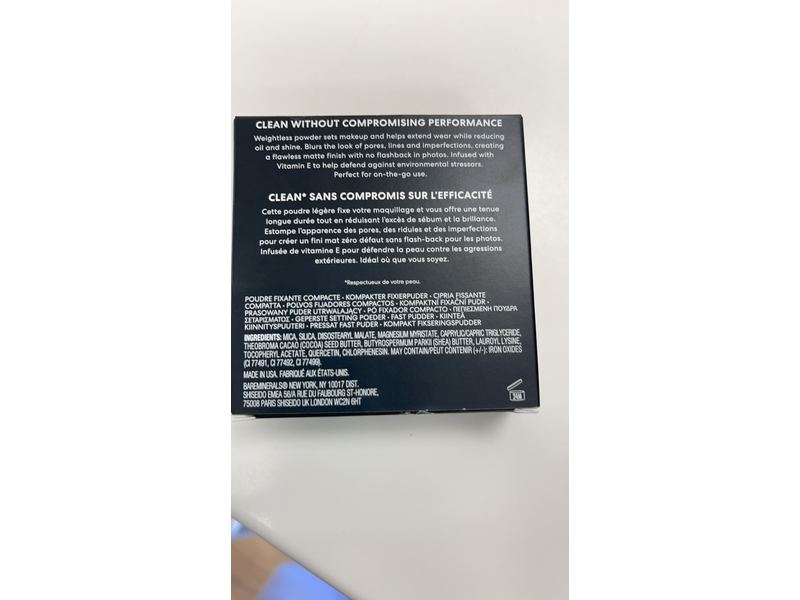 CLEAN WITHOUT COMPROMISING PERFORMANCE
Weightless powder sets makeup and helps extend wear while reducing
oil and shine. Blurs the look of pores, lines and imperfections, creating
a flawless matte finish with no flashback in photos. Infused with
Vitamin E to help defend against environmental stressors.
Perfect for on-the-go use.
CLEAN* SANS COMPROMIS SUR L'EFFICACITÉ
Cette poudre légère fixe votre maquillage et vous offre une tenue
longue durée tout en réduisant l'excès de sébum et la brillance.
Estompe l'apparence des pores, des ridules et des imperfections
pour créer un fini mat zéro défaut sans flash-back pour les photos.
Infusée de vitamine E pour défendre la peau contre les agressions
extérieures. Idéal où que vous soyez.
*Respectueux de votre peau.
POUDRE FIXANTE COMPACTE • KOMPAKTER FIXIERPUDER • CIPRIA FISSANTE
COMPATTA • POLVOS FIJADORES COMPACTOS • KOMPAKTNÍ FIXAČNÍ PUDR •
PRASOWANY PUDER UTRWALAJĄCY • PÓ FIXADOR COMPACTO • ΠΕΠΙΕΣΜΕΝΗ ΠΟΥΔΡΑ
ΣΕΤΑΡΙΣΜΑΤΟΣ • GEPERSTE SETTING POEDER • FAST PUDDER • KIINTEÄ
KIINNITYSPUUTERI • PRESSAT FAST PUDER • KOMPAKT FIKSERINGSPUDDER
INGREDIENTS: MICA, SILICA, DIISOSTEARYL MALATE, MAGNESIUM MYRISTATE, CAPRYLIC/CAPRIC TRIGLYCERIDE,
THEOBROMA CACAO (COCOA) SEED BUTTER, BUTYROSPERMUM PARKII (SHEA) BUTTER, LAUROYL LYSINE,
TOCOPHERYL ACETATE, QUERCETIN, CHLORPHENESIN. MAY CONTAIN/PEUT CONTENIR (+/-): IRON OXIDES
(CI 77491, CI 77492, CI 77499).
MADE IN USA. FABRIQUÉ AUX ÉTATS-UNIS.
BAREMINERALS® NEW YORK, NY 10017 DIST.
SHISEIDO EMEA 56/A RUE DU FAUBOURG ST-HONORE,
75008 PARIS SHISEIDO UK LONDON WC2N 6HT
24M